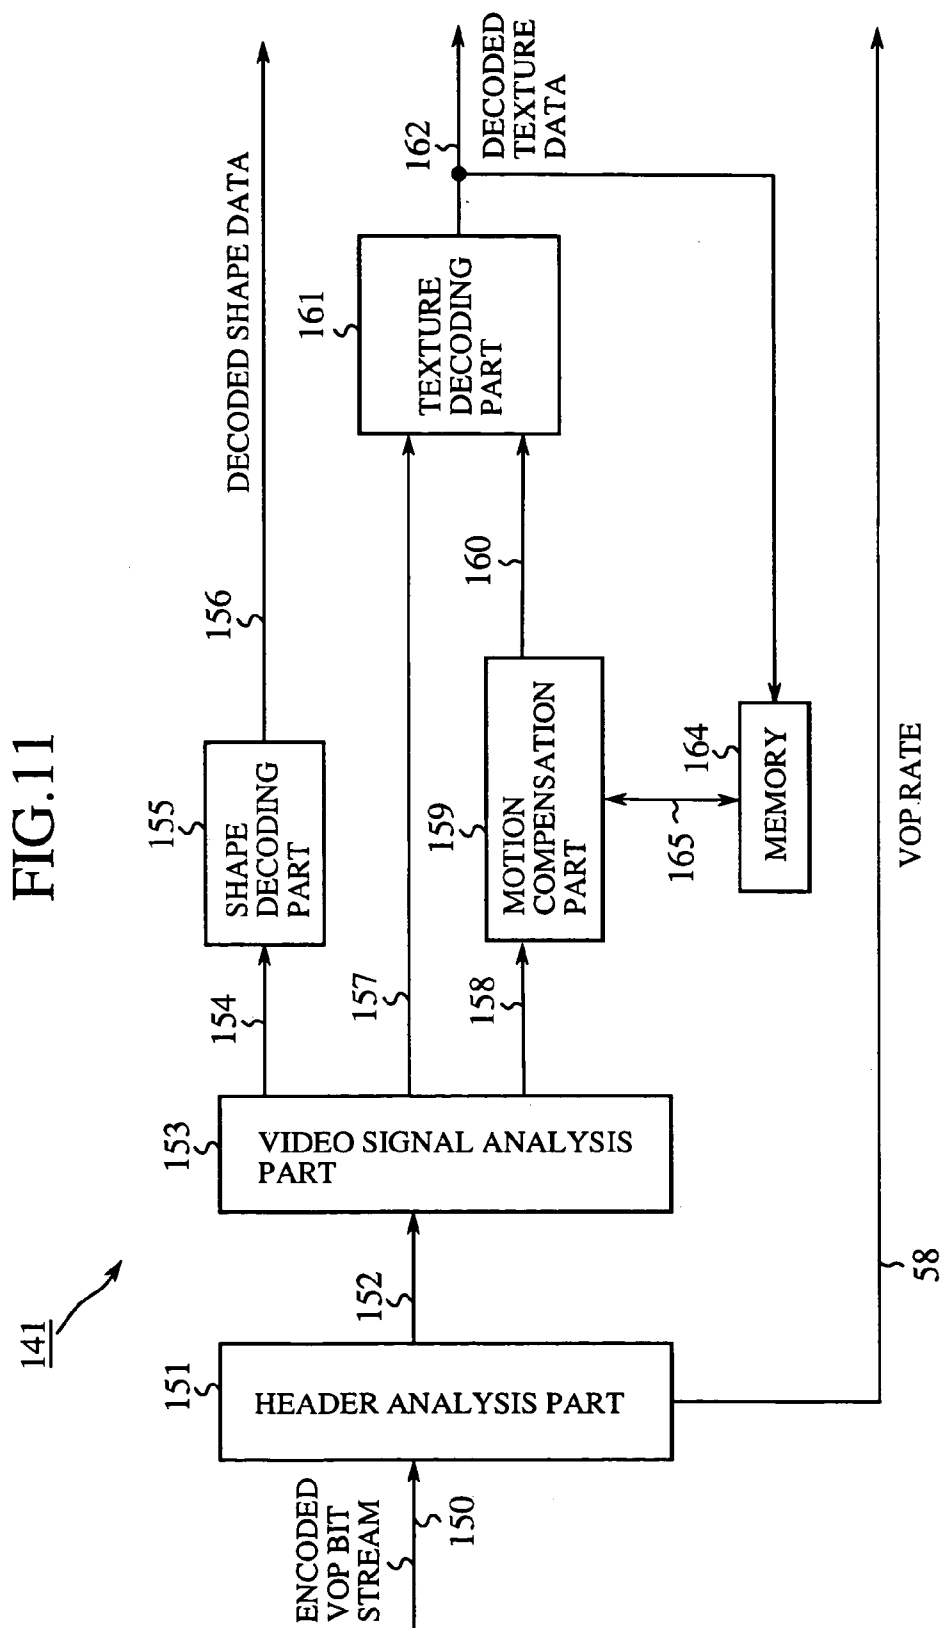 FIG.11
141
ENCODED
VOP BIT
STREAM
150
151
HEADER ANALYSIS PART
152
153
VIDEO SIGNAL ANALYSIS
PART
154
155
SHAPE
DECODING
PART
156
DECODED SHAPE DATA
157
158
159
MOTION
COMPENSATION
PART
160
161
TEXTURE
DECODING
PART
162
DECODED
TEXTURE
DATA
164
MEMORY
165
58
VOP RATE